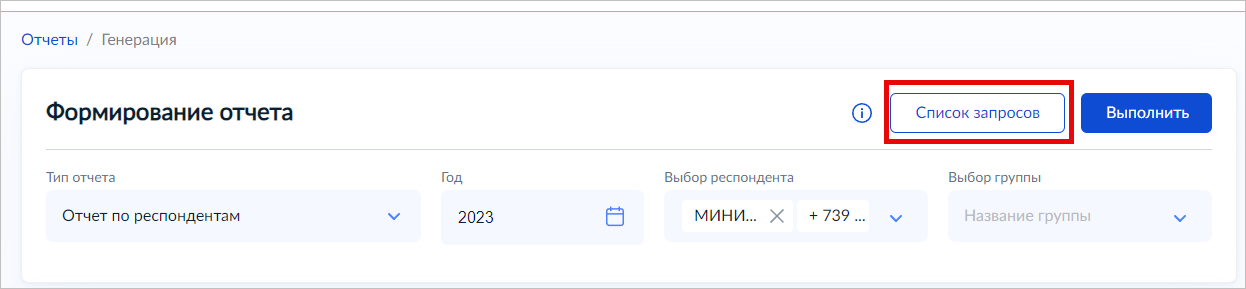 Отчеты / Генерация
Формирование отчета
Список запросов
Выполнить
Тип отчета
Год
Выбор респондента
Выбор группы
Отчет по респондентам
2023
МИНИ...
+ 739 ...
Название группы